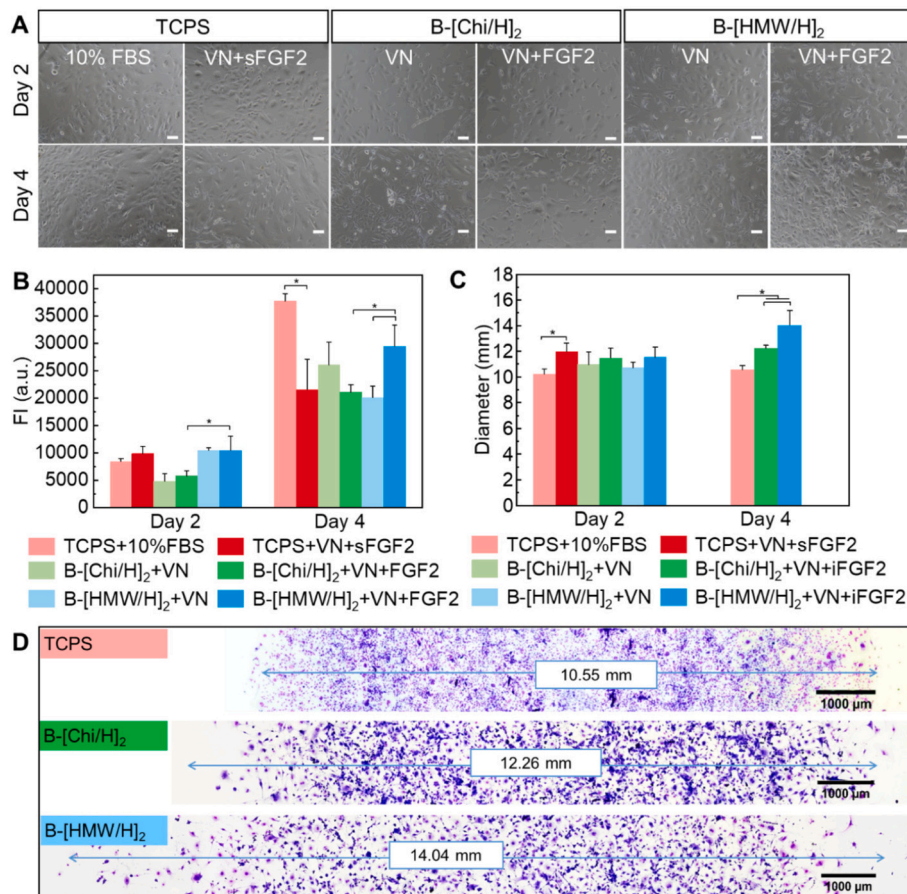 A
TCPS
B-[Chi/H]₂
B-[HMW/H]₂
10% FBS
VN+sFGF2
VN
VN+FGF2
VN
VN+FGF2
Day 2
Day 4
B
45000
40000
35000
30000
25000
20000
15000
10000
5000
0
FI (a.u.)
*
*
*
Day 2
Day 4
TCPS+10%FBS
TCPS+VN+sFGF2
B-[Chi/H]₂+VN
B-[Chi/H]₂+VN+FGF2
B-[HMW/H]₂+VN
B-[HMW/H]₂+VN+FGF2
C
18
16
14
12
10
8
6
4
2
0
Diameter (mm)
*
*
Day 2
Day 4
TCPS+10%FBS
TCPS+VN+sFGF2
B-[Chi/H]₂+VN
B-[Chi/H]₂+VN+iFGF2
B-[HMW/H]₂+VN
B-[HMW/H]₂+VN+iFGF2
D
TCPS
10.55 mm
1000 µm
B-[Chi/H]₂
12.26 mm
1000 µm
B-[HMW/H]₂
14.04 mm
1000 µm